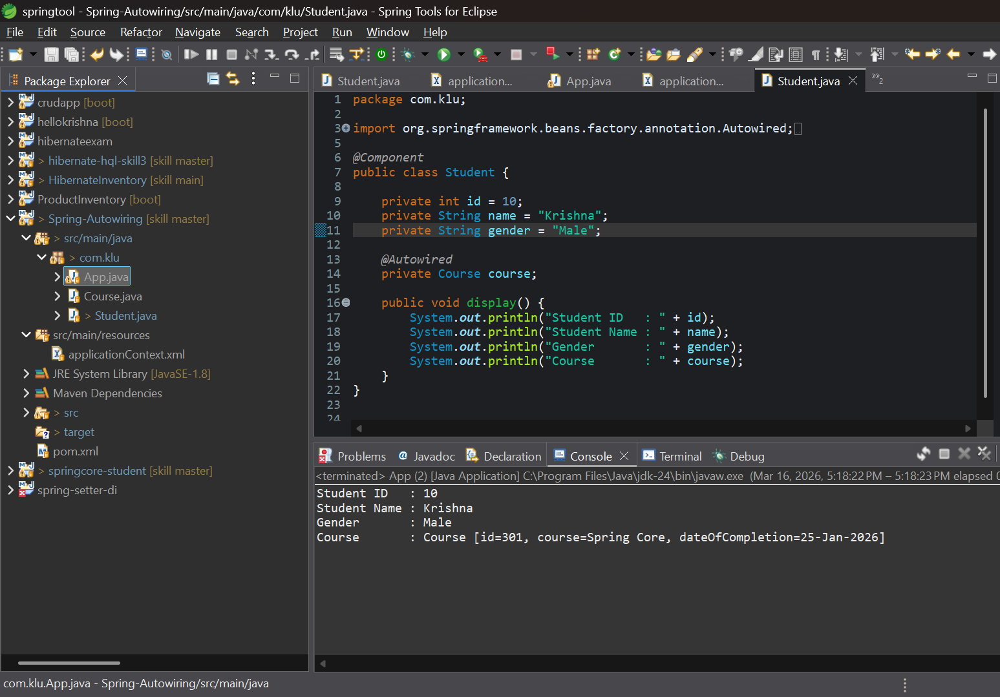 springtool - Spring-Autowiring/src/main/java/com/klu/Student.java - Spring Tools for Eclipse
File Edit Source Refactor Navigate Search Project Run Window Help
Package Explorer
crudapp [boot]
hellokrishna [boot]
hibernateexam
> hibernate-hql-skill3 [skill master]
> HibernateInventory [skill main]
ProductInventory [boot]
> Spring-Autowiring [skill master]
> src/main/java
> com.klu
App.java
Course.java
> Student.java
src/main/resources
applicationContext.xml
JRE System Library [JavaSE-1.8]
Maven Dependencies
> src
> target
pom.xml
> springcore-student [skill master]
spring-setter-di
Student.java application... App.java application... Student.java »2
1 package com.klu;
2
3 import org.springframework.beans.factory.annotation.Autowired;
5
6 @Component
7 public class Student {
8
9 private int id = 10;
10 private String name = "Krishna";
11 private String gender = "Male";
12
13 @Autowired
14 private Course course;
15
16 public void display() {
17 System.out.println("Student ID   : " + id);
18 System.out.println("Student Name : " + name);
19 System.out.println("Gender       : " + gender);
20 System.out.println("Course       : " + course);
21 }
22 }
23
24
Problems @ Javadoc Declaration Console Terminal Debug
<terminated> App (2) [Java Application] C:\Program Files\Java\jdk-24\bin\javaw.exe (Mar 16, 2026, 5:18:22 PM – 5:18:23 PM elapsed
Student ID   : 10
Student Name : Krishna
Gender       : Male
Course       : Course [id=301, course=Spring Core, dateOfCompletion=25-Jan-2026]
com.klu.App.java - Spring-Autowiring/src/main/java